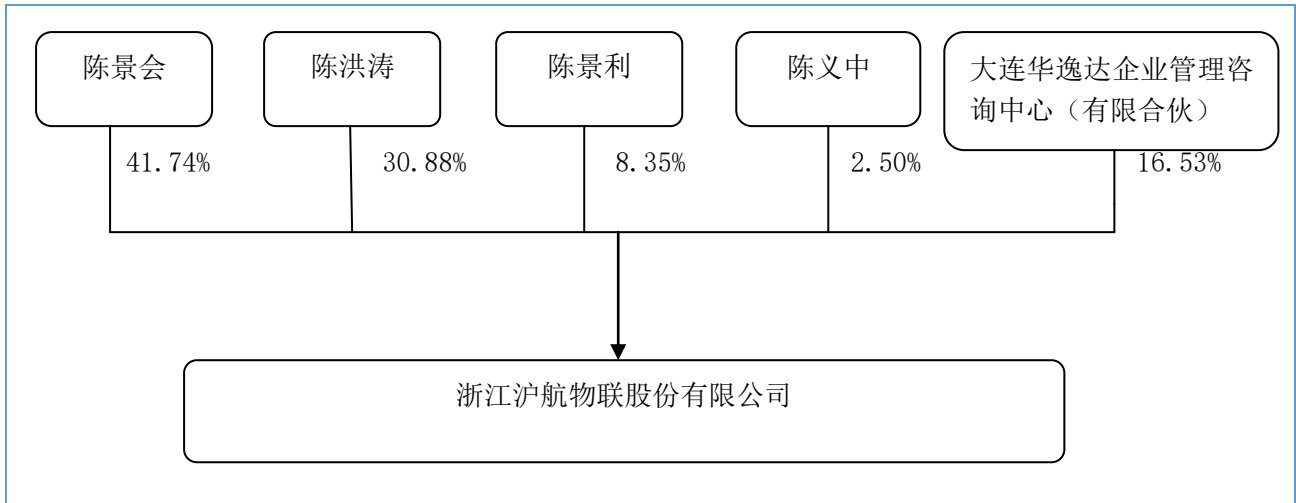 陈景会
陈洪涛
陈景利
陈义中
大连华逸达企业管理咨
询中心（有限合伙）
41.74%
30.88%
8.35%
2.50%
16.53%
浙江沪航物联股份有限公司